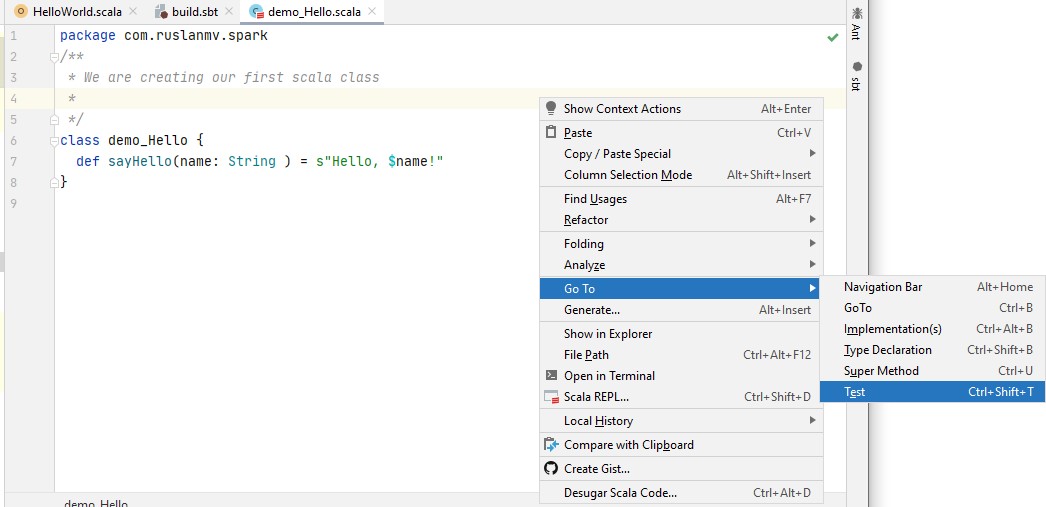 HelloWorld.scala build.sbt demo_Hello.scala
1 package com.ruslanmv.spark
2 /**
3 * We are creating our first scala class
4 *
5 */
6 class demo_Hello {
7 def sayHello(name: String ) = s"Hello, $name!"
8 }
9
Ant
sbt
Show Context Actions Alt+Enter
Paste Ctrl+V
Copy / Paste Special
Column Selection Mode Alt+Shift+Insert
Find Usages Alt+F7
Refactor
Folding
Analyze
Go To
Generate... Alt+Insert
Show in Explorer
File Path Ctrl+Alt+F12
Open in Terminal
Scala REPL... Ctrl+Shift+D
Local History
Compare with Clipboard
Create Gist...
Desugar Scala Code... Ctrl+Alt+D
Navigation Bar Alt+Home
GoTo Ctrl+B
Implementation(s) Ctrl+Alt+B
Type Declaration Ctrl+Shift+B
Super Method Ctrl+U
Test Ctrl+Shift+T
demo_Hello